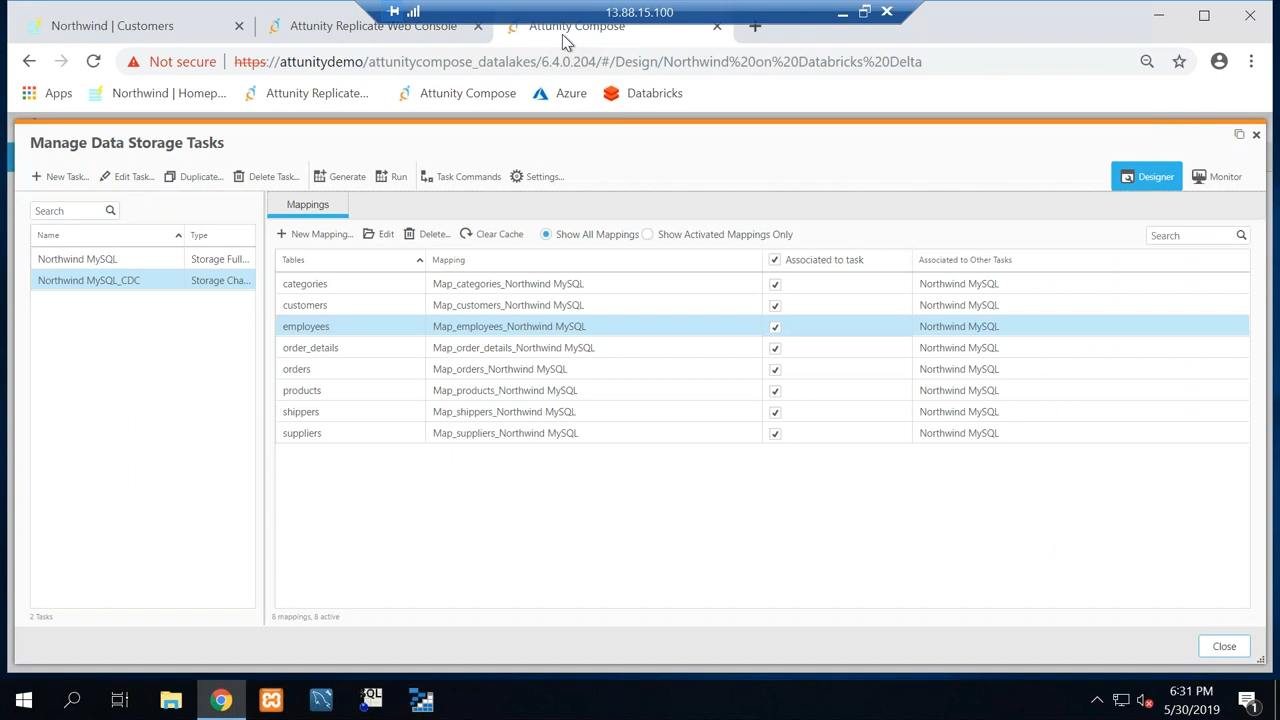 13.88.15.100
Northwind | Customers
Attunity Replicate Web Console
Attunity Compose
Not secure https://attunitydemo/attunitycompose_datalakes/6.4.0.204/#/Design/Northwind%20on%20Databricks%20Delta
Apps Northwind | Homep... Attunity Replicate... Attunity Compose Azure Databricks
Manage Data Storage Tasks
New Task... Edit Task... Duplicate... Delete Task... Generate Run Task Commands Settings... Designer Monitor
Search
Name Type
Northwind MySQL Storage Full...
Northwind MySQL_CDC Storage Cha...
2 Tasks
Mappings
New Mapping... Edit Delete... Clear Cache Show All Mappings Show Activated Mappings Only Search
Tables Mapping Associated to task Associated to Other Tasks
categories Map_categories_Northwind MySQL Northwind MySQL
customers Map_customers_Northwind MySQL Northwind MySQL
employees Map_employees_Northwind MySQL Northwind MySQL
order_details Map_order_details_Northwind MySQL Northwind MySQL
orders Map_orders_Northwind MySQL Northwind MySQL
products Map_products_Northwind MySQL Northwind MySQL
shippers Map_shippers_Northwind MySQL Northwind MySQL
suppliers Map_suppliers_Northwind MySQL Northwind MySQL
8 mappings, 8 active
Close
SQL
6:31 PM
5/30/2019
1